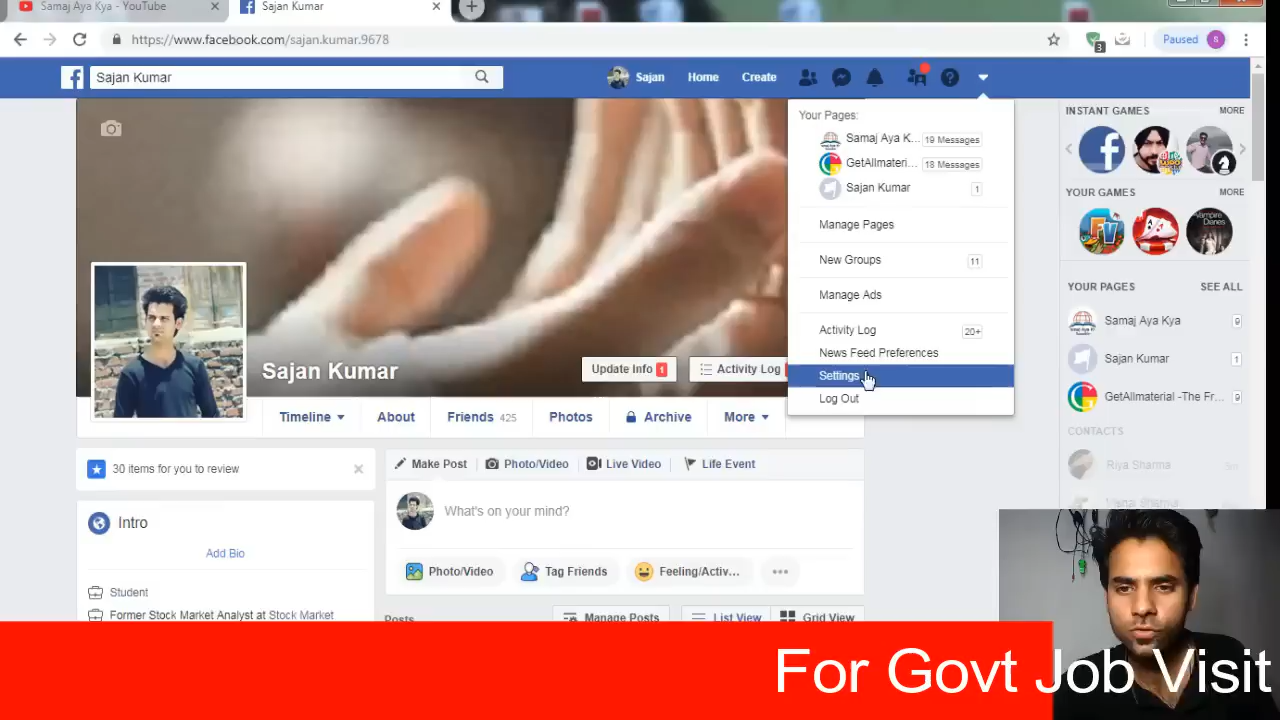 Samaj Aya Kya - YouTube
Sajan Kumar
https://www.facebook.com/sajan.kumar.9678
3
Paused
S
Sajan Kumar
Sajan
Home
Create
Your Pages:
Samaj Aya K... 19 Messages
GetAllmateri... 18 Messages
Sajan Kumar 1
Manage Pages
New Groups 11
Manage Ads
Activity Log 20+
News Feed Preferences
Settings
Log Out
INSTANT GAMES MORE
YOUR GAMES MORE
YOUR PAGES SEE ALL
Samaj Aya Kya 9
Sajan Kumar 1
GetAllmaterial -The Fr... 9
CONTACTS
Riya Sharma 5m
Sajan Kumar
Update Info 1
Activity Log
Timeline
About
Friends 425
Photos
Archive
More
30 items for you to review
Make Post
Photo/Video
Live Video
Life Event
Intro
What's on your mind?
Add Bio
Photo/Video
Tag Friends
Feeling/Activ...
Student
Former Stock Market Analyst at Stock Market
Posts
Manage Posts
List View
Grid View
For Govt Job Visit